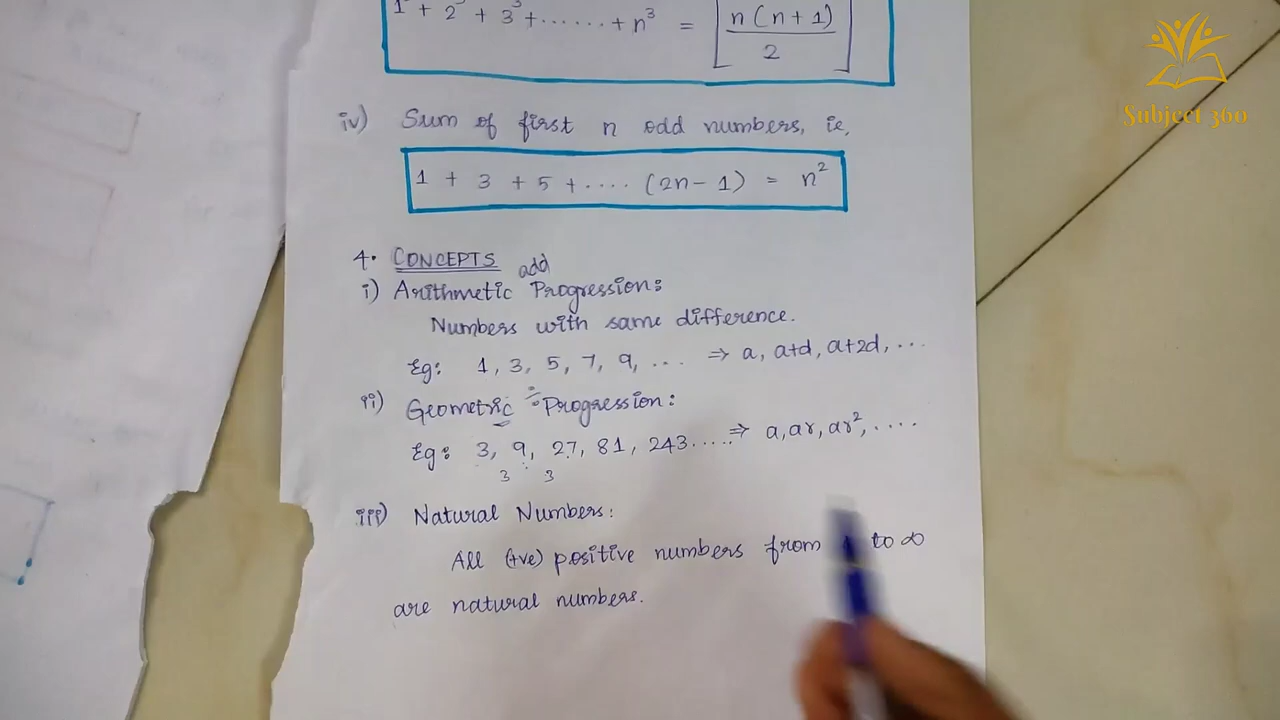 1 + 2³ + 3³ + ...... + n³ = [n(n+1)/2]
iv) Sum of first n odd numbers, ie,
1 + 3 + 5 + .... (2n-1) = n²
4. CONCEPTS
add
i) Arithmetic Progression:
Numbers with same difference.
Eg: 1, 3, 5, 7, 9, ... ⇒ a, a+d, a+2d, ...
ii) Geometric ÷ Progression:
Eg: 3, 9, 27, 81, 243..... ⇒ a, ar, ar², ....
3 3
iii) Natural Numbers:
All (+ve) positive numbers from 1 to ∞
are natural numbers.
Subject 360